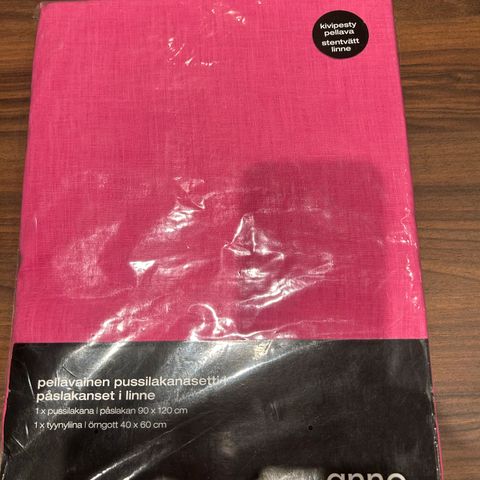 kivipesty
pellava
stentvätt
linne
pellavainen pussilakanasetti
påslakanset i linne
1 x pussilakana / påslakan 90 x 120 cm
1 x tyynyliina / örngott 40 x 60 cm
anno